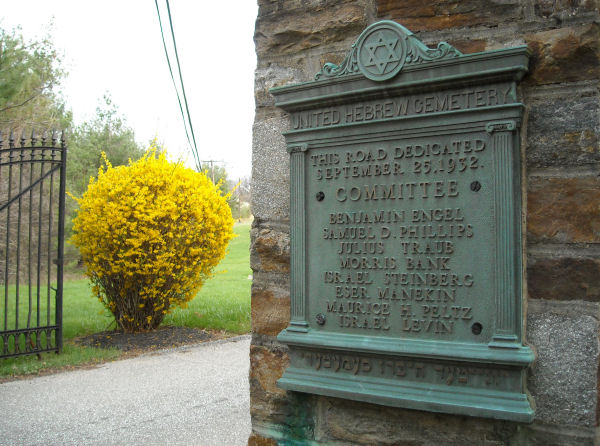 UNITED HEBREW CEMETERY
THIS ROAD DEDICATED
SEPTEMBER 25, 1932.
COMMITTEE
BENJAMIN ENGEL
SAMUEL D. PHILLIPS
JULIUS TRAUB
MORRIS BANK
ISRAEL STEINBERG
ESER MANEKIN
MAURICE H. PELTZ
ISRAEL LEVIN